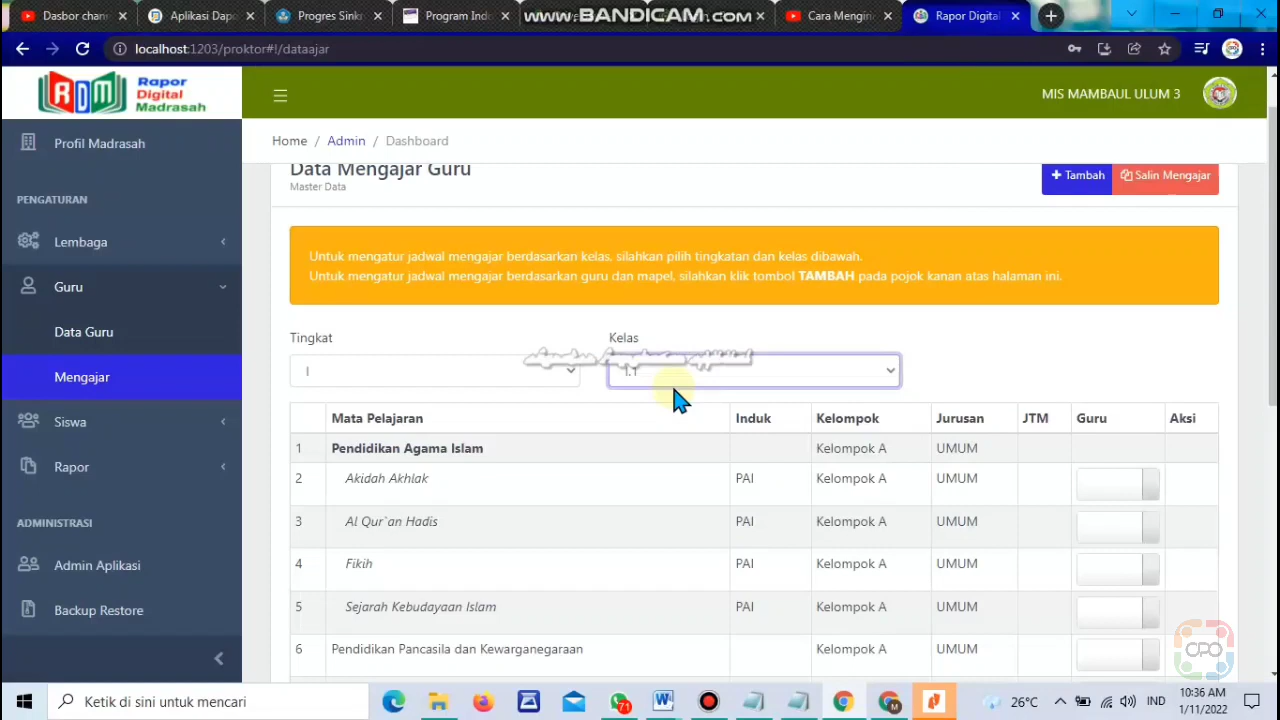 Dasbor chan
Aplikasi Dapo
Progres Sinkr
Program Indo
WWW.BANDICAM.COM
Cara Mengin
Rapor Digital
localhost:1203/proktor#!/dataajar
RDM Rapor Digital Madrasah
MIS MAMBAUL ULUM 3
Profil Madrasah
PENGATURAN
Lembaga
Guru
Data Guru
Mengajar
Siswa
Rapor
ADMINISTRASI
Admin Aplikasi
Backup Restore
Home / Admin / Dashboard
Data Mengajar Guru
Master Data
Tambah
Salin Mengajar
Untuk mengatur jadwal mengajar berdasarkan kelas, silahkan pilih tingkatan dan kelas dibawah.
Untuk mengatur jadwal mengajar berdasarkan guru dan mapel, silahkan klik tombol TAMBAH pada pojok kanan atas halaman ini.
Tingkat Kelas
I I.1
Mata Pelajaran Induk Kelompok Jurusan JTM Guru Aksi
1 Pendidikan Agama Islam Kelompok A UMUM
2 Akidah Akhlak PAI Kelompok A UMUM
3 Al Qur`an Hadis PAI Kelompok A UMUM
4 Fikih PAI Kelompok A UMUM
5 Sejarah Kebudayaan Islam PAI Kelompok A UMUM
6 Pendidikan Pancasila dan Kewarganegaraan Kelompok A UMUM
OPO
Ketik di sini untuk mencari
71
26°C
IND
10:36 AM
1/11/2022